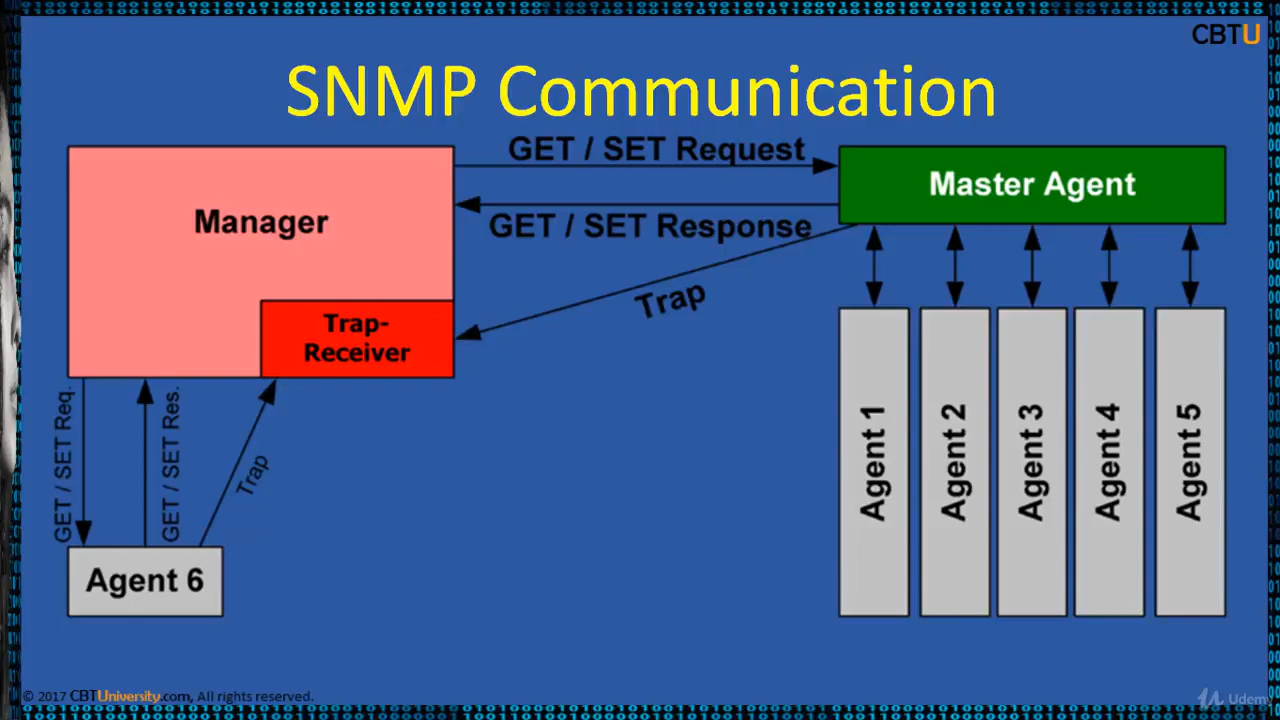 CBTU
SNMP Communication
GET / SET Request
Manager
Master Agent
GET / SET Response
Trap
Trap-
Receiver
GET / SET Req.
GET / SET Res.
Trap
Agent 1
Agent 2
Agent 3
Agent 4
Agent 5
Agent 6
© 2017 CBTUniversity.com, All rights reserved.
Udemy